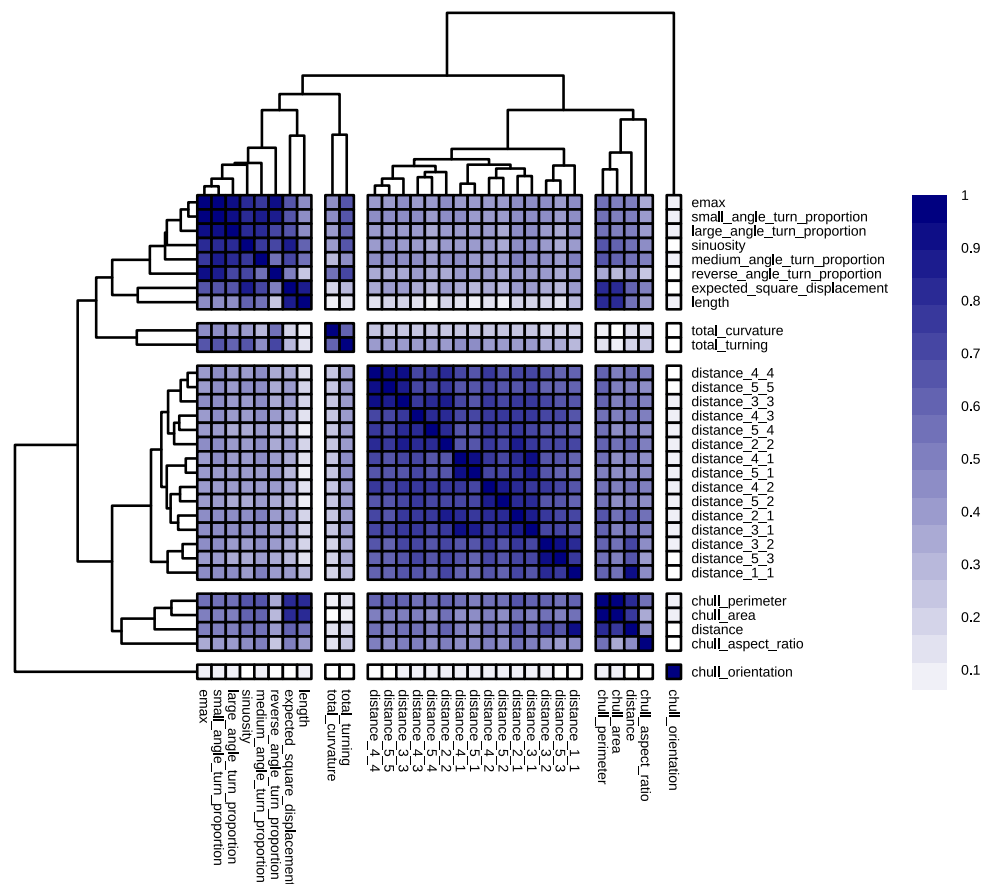 emax
small_angle_turn_proportion
large_angle_turn_proportion
sinuosity
medium_angle_turn_proportion
reverse_angle_turn_proportion
expected_square_displacement
length
total_curvature
total_turning
distance_4_4
distance_5_5
distance_3_3
distance_4_3
distance_5_4
distance_2_2
distance_4_1
distance_5_1
distance_4_2
distance_5_2
distance_2_1
distance_3_1
distance_3_2
distance_5_3
distance_1_1
chull_perimeter
chull_area
distance
chull_aspect_ratio
chull_orientation
1
0.9
0.8
0.7
0.6
0.5
0.4
0.3
0.2
0.1
emax
small_angle_turn_proportion
large_angle_turn_proportion
sinuosity
medium_angle_turn_proportion
reverse_angle_turn_proportion
expected_square_displacement
length
total_curvature
total_turning
distance_4_4
distance_5_5
distance_3_3
distance_4_3
distance_5_4
distance_2_2
distance_4_1
distance_5_1
distance_4_2
distance_5_2
distance_2_1
distance_3_1
distance_3_2
distance_5_3
distance_1_1
chull_perimeter
chull_area
distance
chull_aspect_ratio
chull_orientation